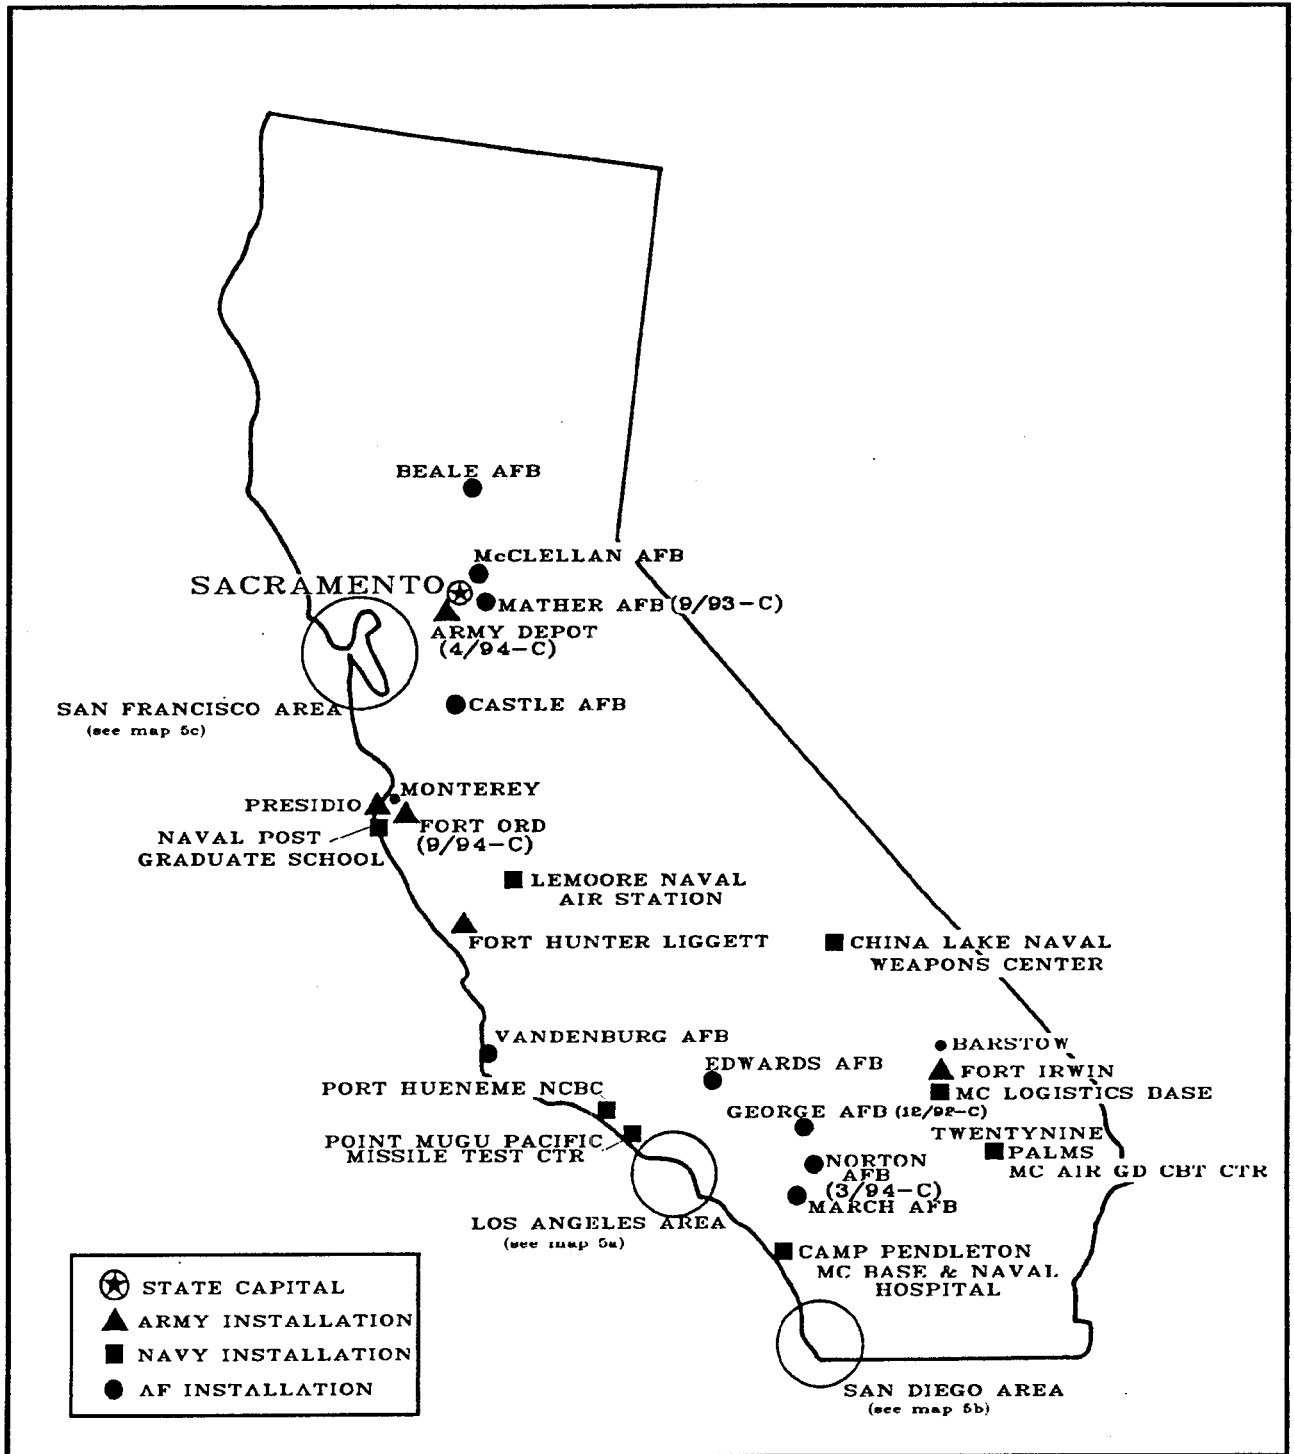 BEALE AFB
McCLELLAN AFB
SACRAMENTO
MATHER AFB (9/93-C)
ARMY DEPOT
(4/94-C)
SAN FRANCISCO AREA
(see map 5c)
CASTLE AFB
MONTEREY
PRESIDIO
FORT ORD
(9/94-C)
NAVAL POST
GRADUATE SCHOOL
LEMOORE NAVAL
AIR STATION
FORT HUNTER LIGGETT
CHINA LAKE NAVAL
WEAPONS CENTER
VANDENBURG AFB
BARSTOW
EDWARDS AFB
FORT IRWIN
PORT HUENEME NCBC
MC LOGISTICS BASE
GEORGE AFB (12/92-C)
POINT MUGU PACIFIC
MISSILE TEST CTR
TWENTYNINE
PALMS
MC AIR GD CBT CTR
NORTON
AFB
(3/94-C)
MARCH AFB
LOS ANGELES AREA
(see map 5a)
CAMP PENDLETON
MC BASE & NAVAL
HOSPITAL
SAN DIEGO AREA
(see map 5b)
STATE CAPITAL
ARMY INSTALLATION
NAVY INSTALLATION
AF INSTALLATION